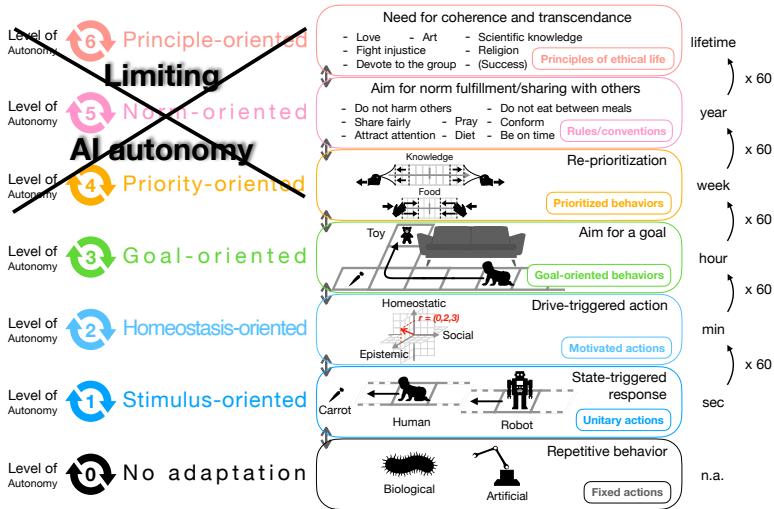 Level of Autonomy 6 Principle-oriented
Need for coherence and transcendence
- Love - Art - Scientific knowledge
- Fight injustice - Religion
- Devote to the group - (Success)
Principles of ethical life
lifetime
x 60
Limiting
Level of Autonomy 5 Norm-oriented
Aim for norm fulfillment/sharing with others
- Do not harm others - Do not eat between meals
- Share fairly - Pray - Conform
- Attract attention - Diet - Be on time
Rules/conventions
year
x 60
AI autonomy
Level of Autonomy 4 Priority-oriented
Knowledge
Food
Re-prioritization
Prioritized behaviors
week
x 60
Level of Autonomy 3 Goal-oriented
Toy
Aim for a goal
Goal-oriented behaviors
hour
x 60
Level of Autonomy 2 Homeostasis-oriented
Homeostatic
r = (0,2,3)
Social
Epistemic
Drive-triggered action
Motivated actions
min
x 60
Level of Autonomy 1 Stimulus-oriented
Carrot
Human
Robot
State-triggered
response
Unitary actions
sec
Level of Autonomy 0 No adaptation
Biological
Artificial
Repetitive behavior
Fixed actions
n.a.